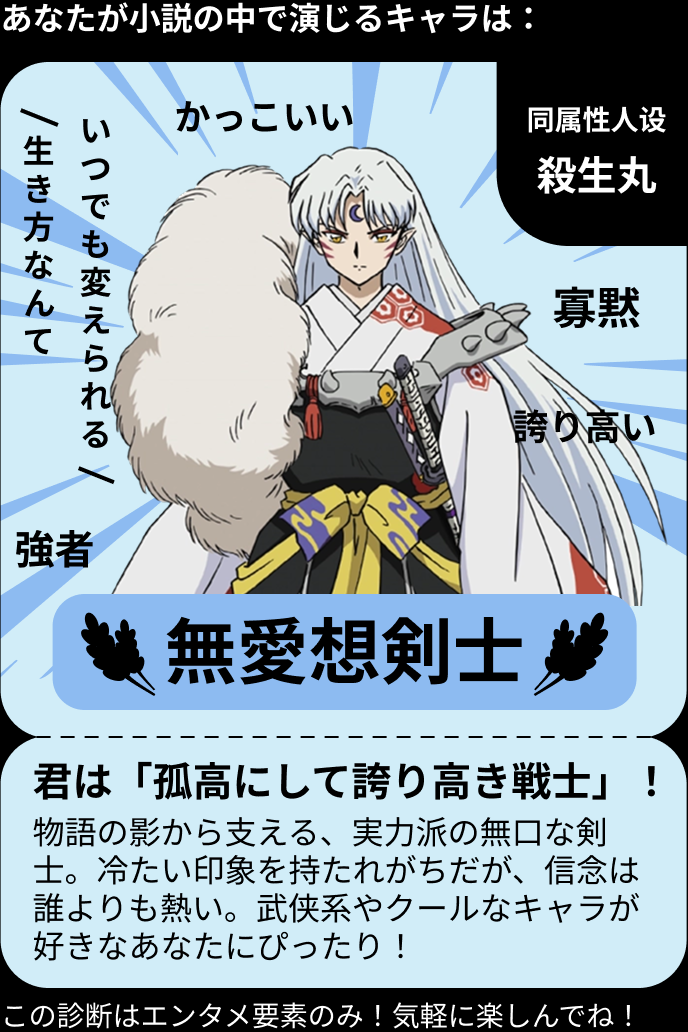 あなたが小説の中で演じるキャラは：
かっこいい
同属性人设
殺生丸
いつでも変えられる/
\生き方なんて
寡黙
誇り高い
強者
無愛想剣士
君は「孤高にして誇り高き戦士」！
物語の影から支える、実力派の無口な剣
士。冷たい印象を持たれがちだが、信念は
誰よりも熱い。武侠系やクールなキャラが
好きなあなたにぴったり！
この診断はエンタメ要素のみ！気軽に楽しんでね！